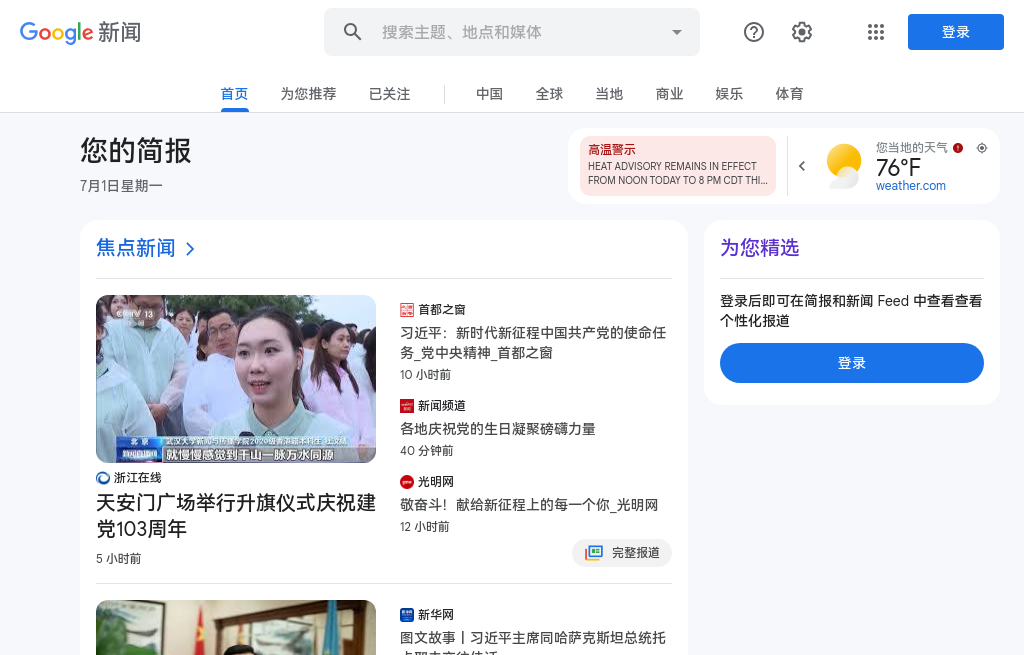 Google 新闻
搜索主题、地点和媒体
登录
首页
为您推荐
已关注
中国
全球
当地
商业
娱乐
体育
您的简报
7月1日星期一
高温警示
HEAT ADVISORY REMAINS IN EFFECT
FROM NOON TODAY TO 8 PM CDT THI...
您当地的天气
76°F
weather.com
焦点新闻
CCTV 13
新闻
北京
武汉大学新闻与传播学院2020级香港籍本科生
就慢慢感觉到千山一脉万水同源
浙江在线
天安门广场举行升旗仪式庆祝建
党103周年
5 小时前
首都之窗
习近平：新时代新征程中国共产党的使命任
务_党中央精神_首都之窗
10 小时前
新闻频道
各地庆祝党的生日凝聚磅礴力量
40 分钟前
光明网
敬奋斗！献给新征程上的每一个你_光明网
12 小时前
完整报道
为您精选
登录后即可在简报和新闻 Feed 中查看查看
个性化报道
登录
新华网
图文故事丨习近平主席同哈萨克斯坦总统托